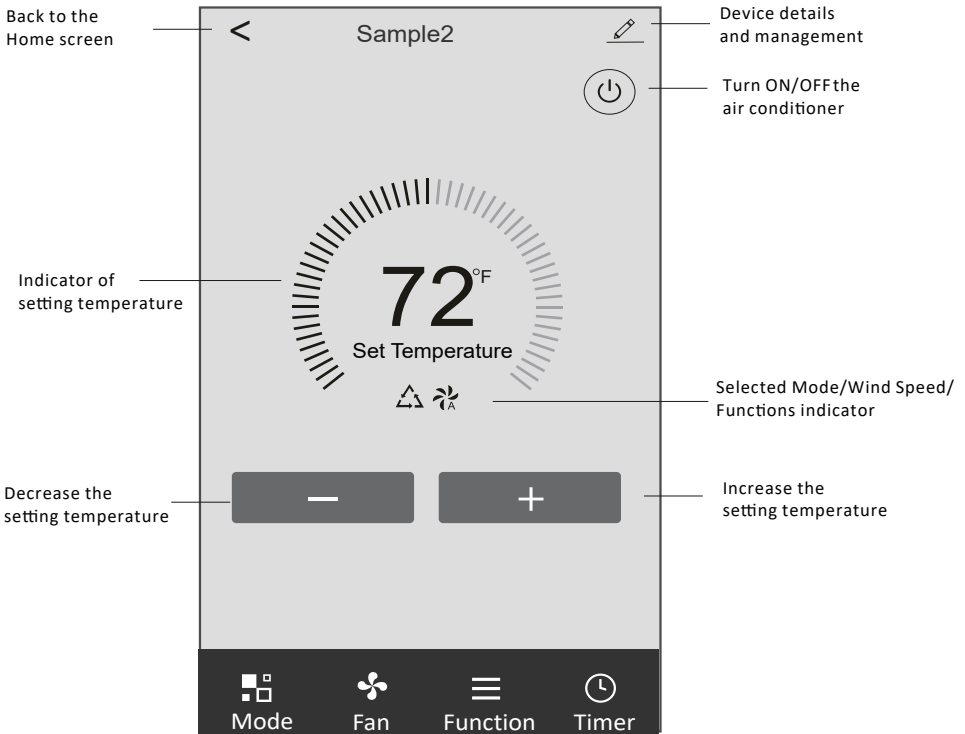 Back to the
Home screen
<
Sample2
Device details
and management
Turn ON/OFF the
air conditioner
Indicator of
setting temperature
72°F
Set Temperature
A
Selected Mode/Wind Speed/
Functions indicator
Decrease the
setting temperature
−
+
Increase the
setting temperature
Mode
Fan
Function
Timer